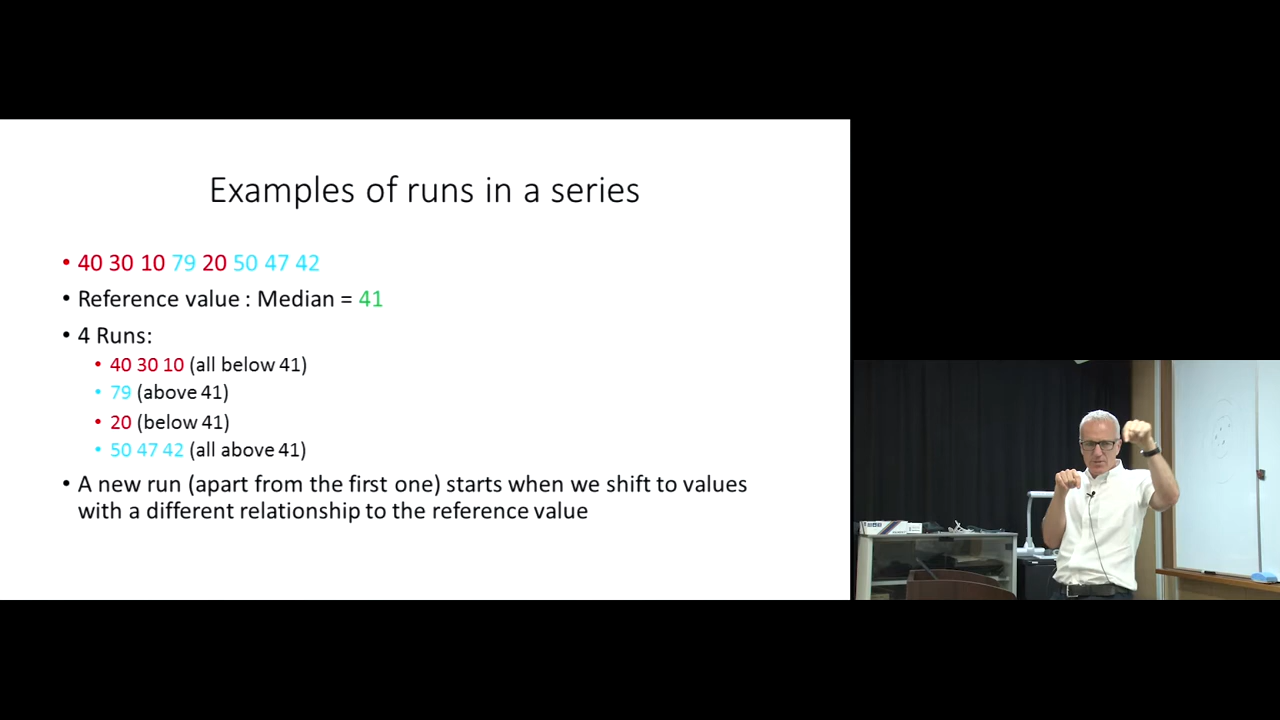 Examples of runs in a series
• 40 30 10 79 20 50 47 42
• Reference value : Median = 41
• 4 Runs:
• 40 30 10 (all below 41)
• 79 (above 41)
• 20 (below 41)
• 50 47 42 (all above 41)
• A new run (apart from the first one) starts when we shift to values
with a different relationship to the reference value